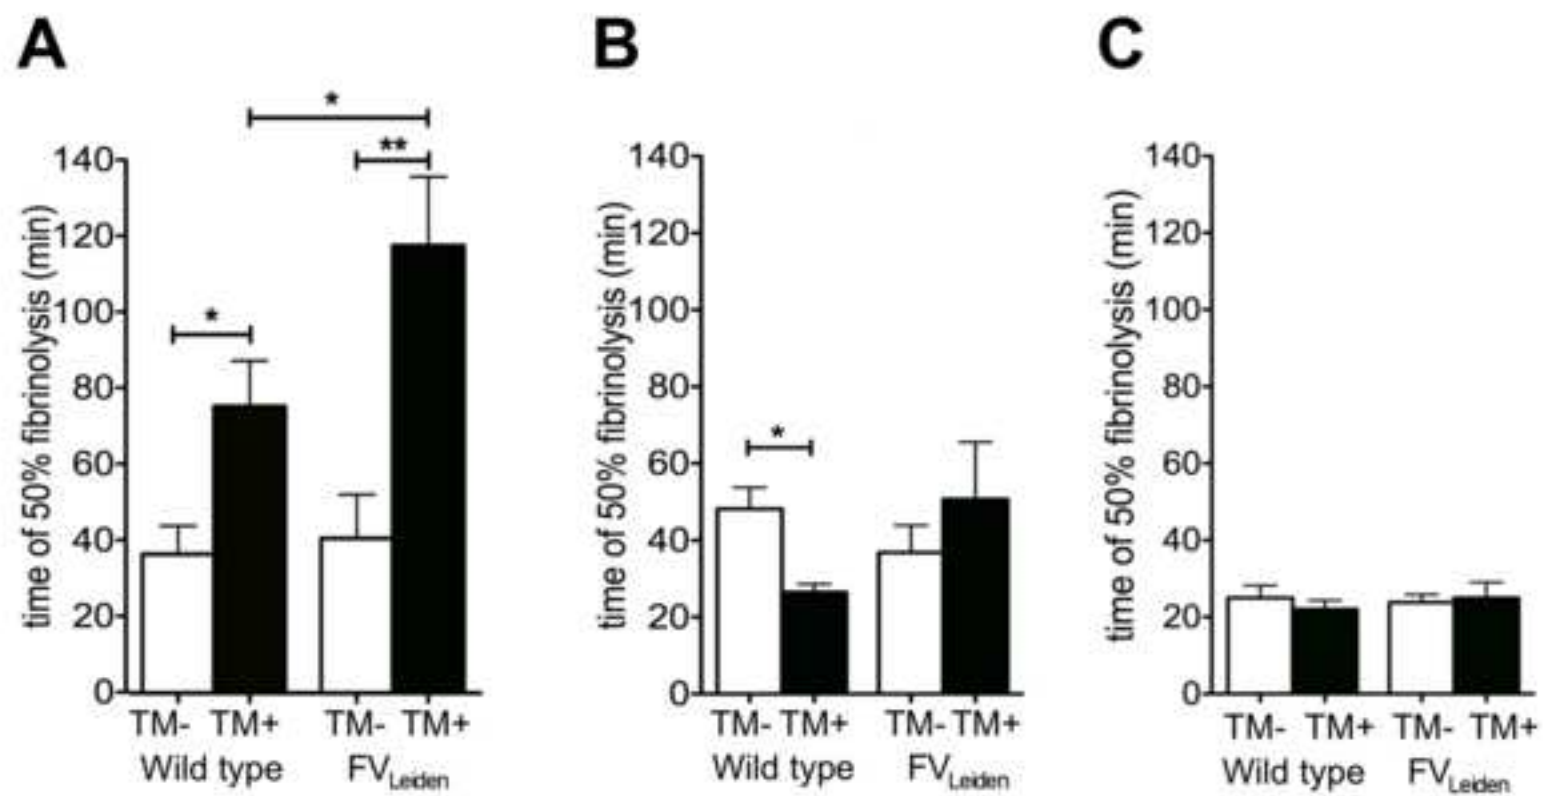 A
B
C
*
**
*
*
time of 50% fibrinolysis (min)
140
120
100
80
60
40
20
0
TM- TM+ TM- TM+
Wild type FVLeiden
time of 50% fibrinolysis (min)
140
120
100
80
60
40
20
0
TM- TM+ TM- TM+
Wild type FVLeiden
time of 50% fibrinolysis (min)
140
120
100
80
60
40
20
0
TM- TM+ TM- TM+
Wild type FVLeiden